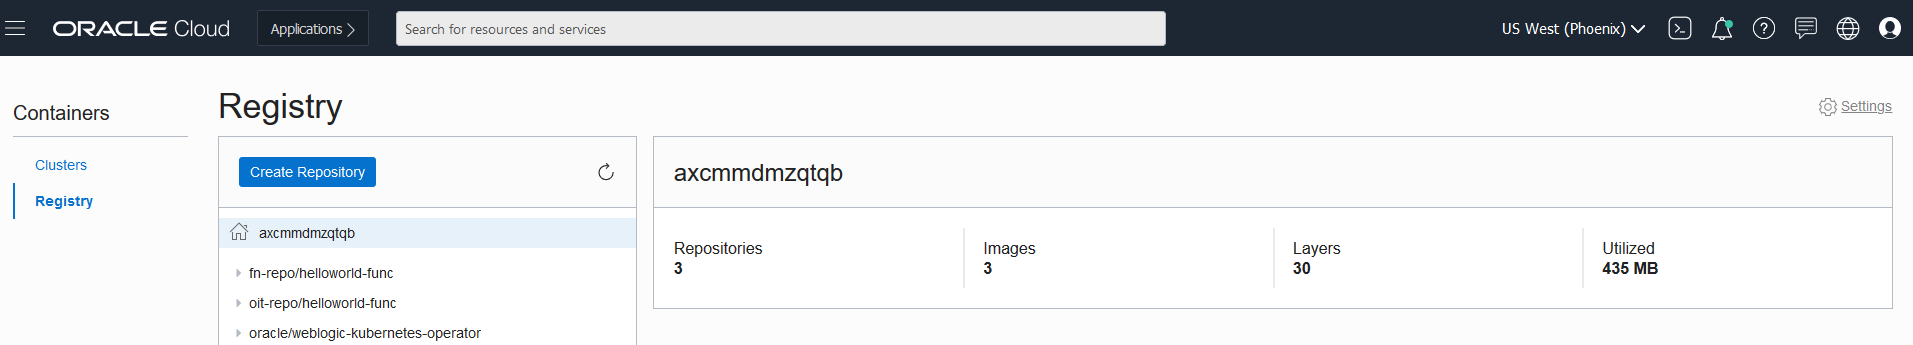 ORACLE Cloud
Applications
Search for resources and services
US West (Phoenix)
Containers
Clusters
Registry
Registry
Settings
Create Repository
axcmmdmzqtqb
fn-repo/helloworld-func
oit-repo/helloworld-func
oracle/weblogic-kubernetes-operator
axcmmdmzqtqb
Repositories
3
Images
3
Layers
30
Utilized
435 MB